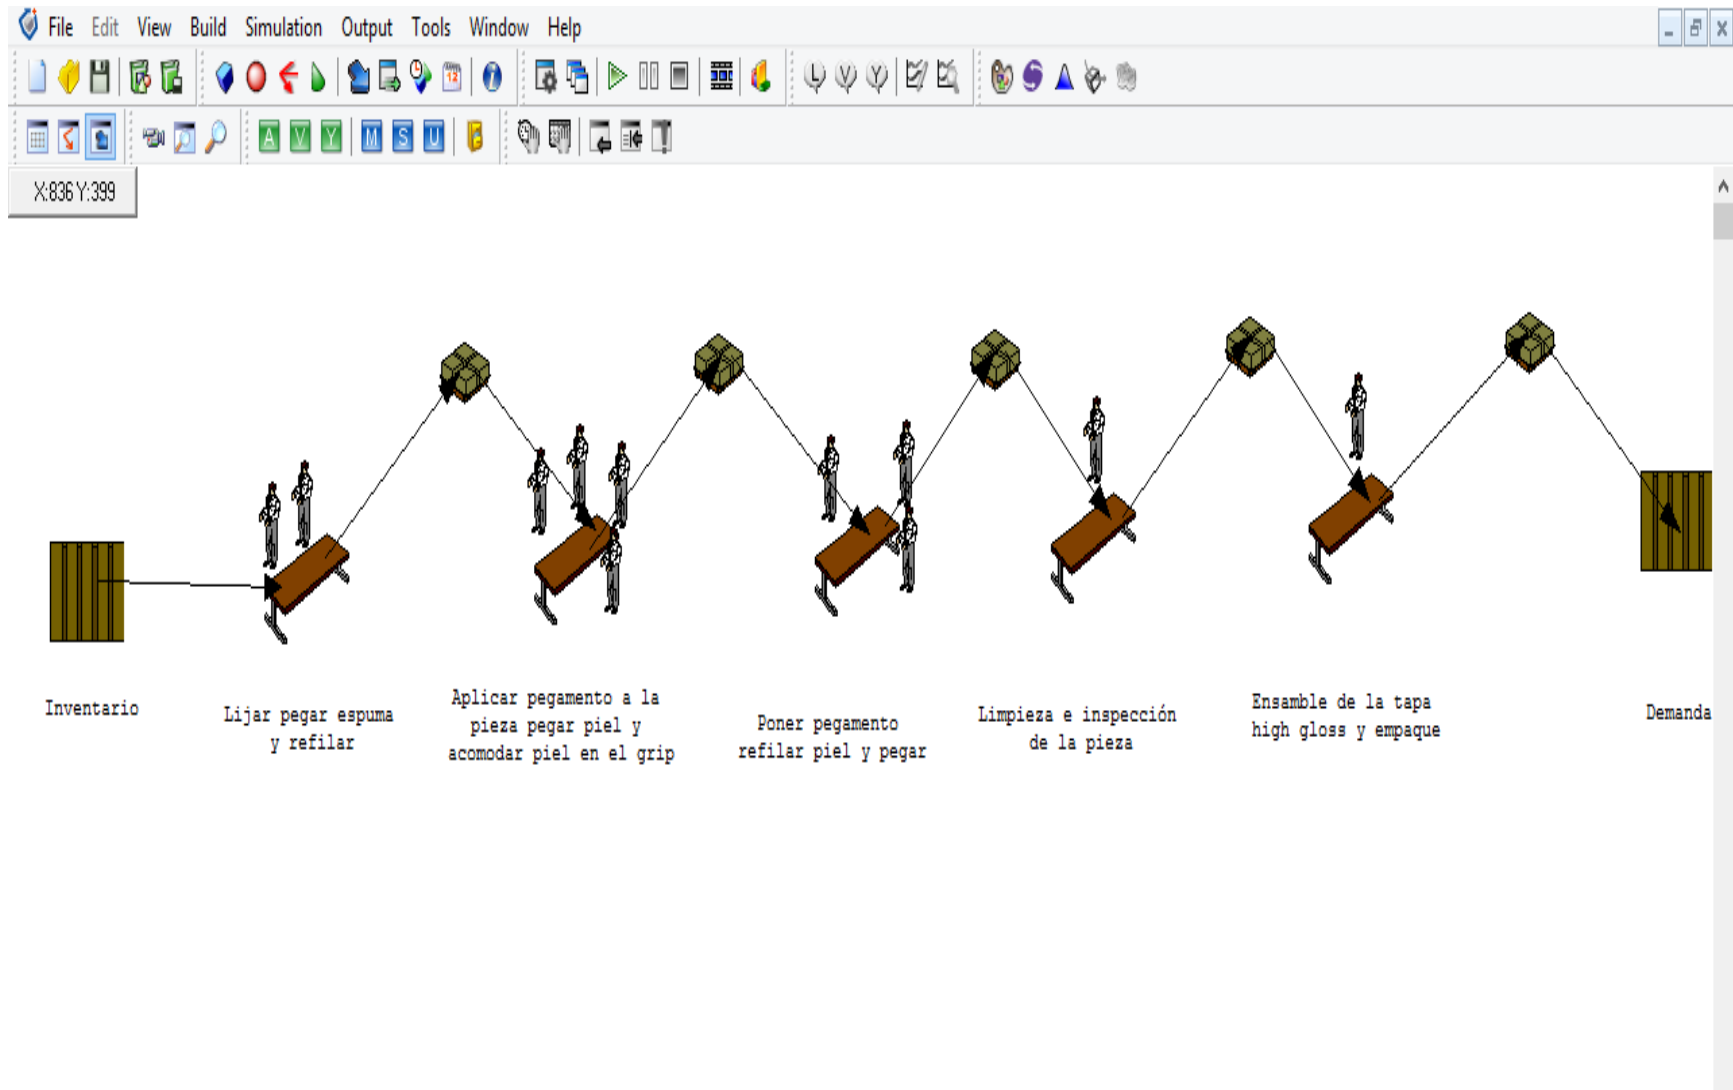 File Edit View Build Simulation Output Tools Window Help
L V Y
A V Y M S U
X:836 Y:399
Inventario
Lijar pegar espuma
y refilar
Aplicar pegamento a la
pieza pegar piel y
acomodar piel en el grip
Poner pegamento
refilar piel y pegar
Limpieza e inspección
de la pieza
Ensamble de la tapa
high gloss y empaque
Demanda